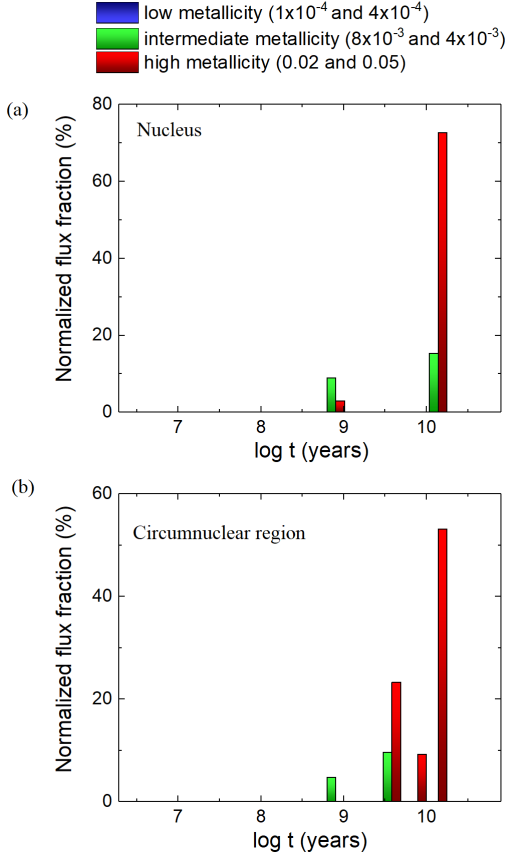 low metallicity (1x10⁻⁴ and 4x10⁻⁴)
intermediate metallicity (8x10⁻³ and 4x10⁻³)
high metallicity (0.02 and 0.05)
(a)
Nucleus
Normalized flux fraction (%)
80
60
40
20
0
7 8 9 10
log t (years)
(b)
Circumnuclear region
Normalized flux fraction (%)
60
40
20
0
7 8 9 10
log t (years)